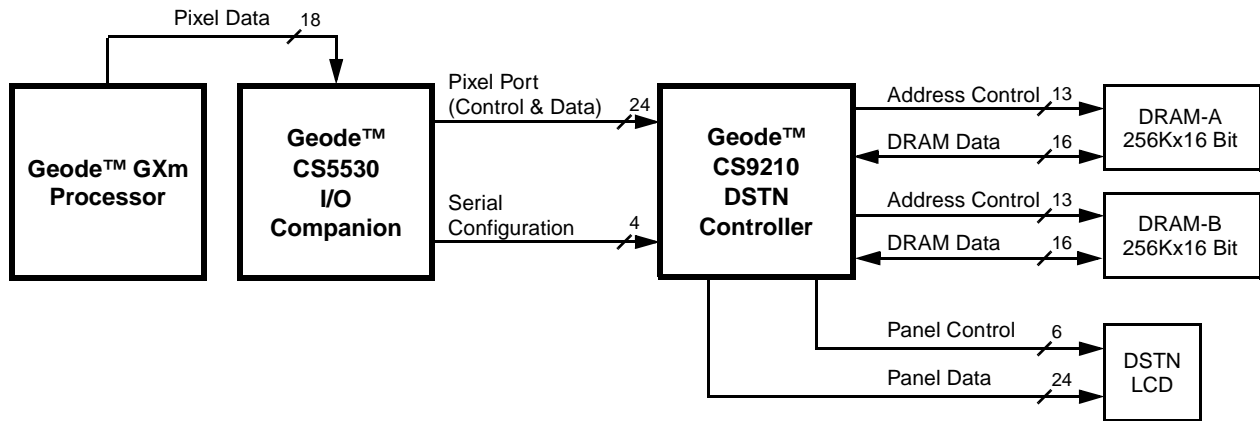 Pixel Data
18
Geode™ GXm
Processor
Geode™
CS5530
I/O
Companion
Pixel Port
(Control & Data)
24
Serial
Configuration
4
Geode™
CS9210
DSTN
Controller
Address Control
13
DRAM Data
16
DRAM-A
256Kx16 Bit
Address Control
13
DRAM Data
16
DRAM-B
256Kx16 Bit
Panel Control
6
Panel Data
24
DSTN
LCD